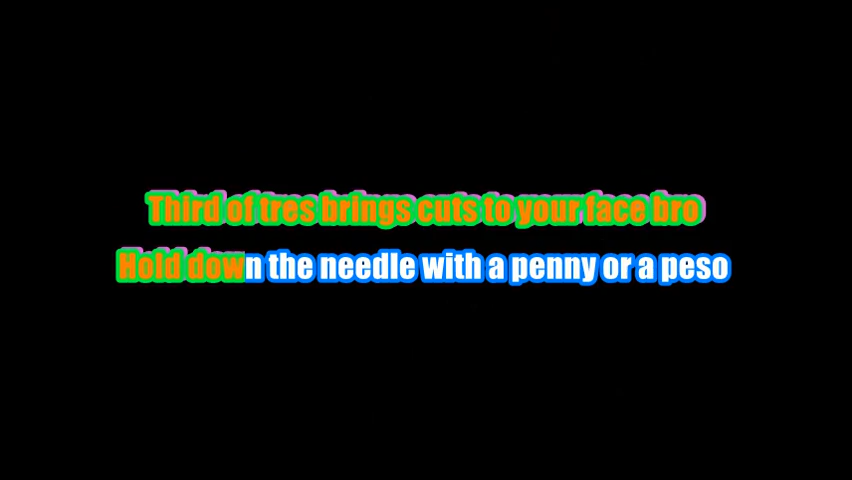 Third of tres brings cuts to your face bro
Hold down the needle with a penny or a peso